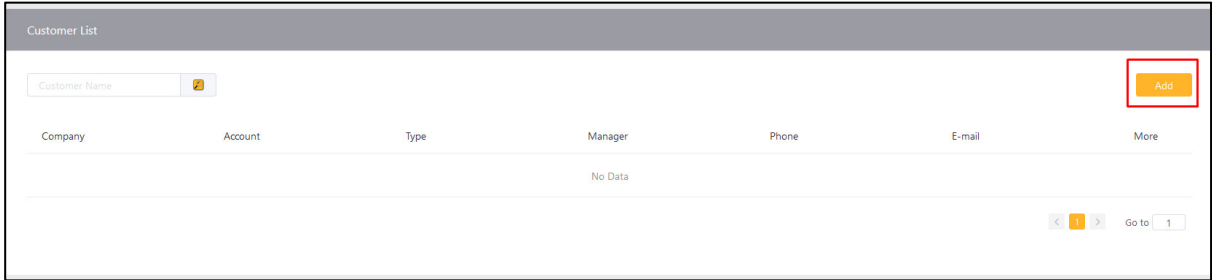 Customer List
Customer Name
Add
Company Account Type Manager Phone E-mail More
No Data
< 1 > Go to 1